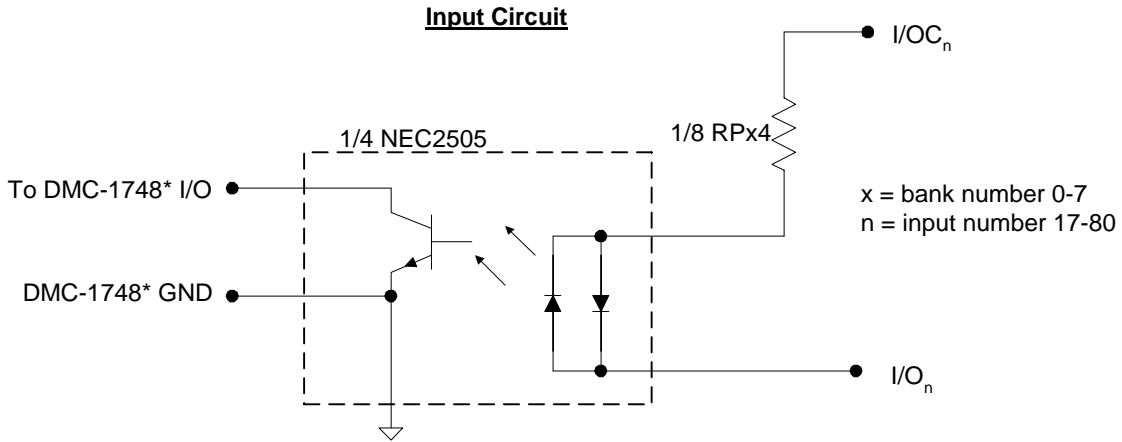 Input Circuit
I/OCn
1/8 RPx4
1/4 NEC2505
To DMC-1748* I/O
x = bank number 0-7
n = input number 17-80
DMC-1748* GND
I/On